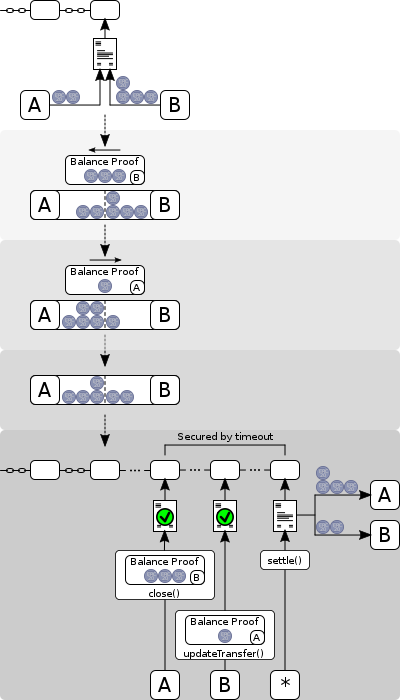 A
B
Balance Proof
B
A
B
Balance Proof
A
A
B
A
B
Secured by timeout
A
B
Balance Proof
B
close()
settle()
Balance Proof
A
updateTransfer()
A
B
*